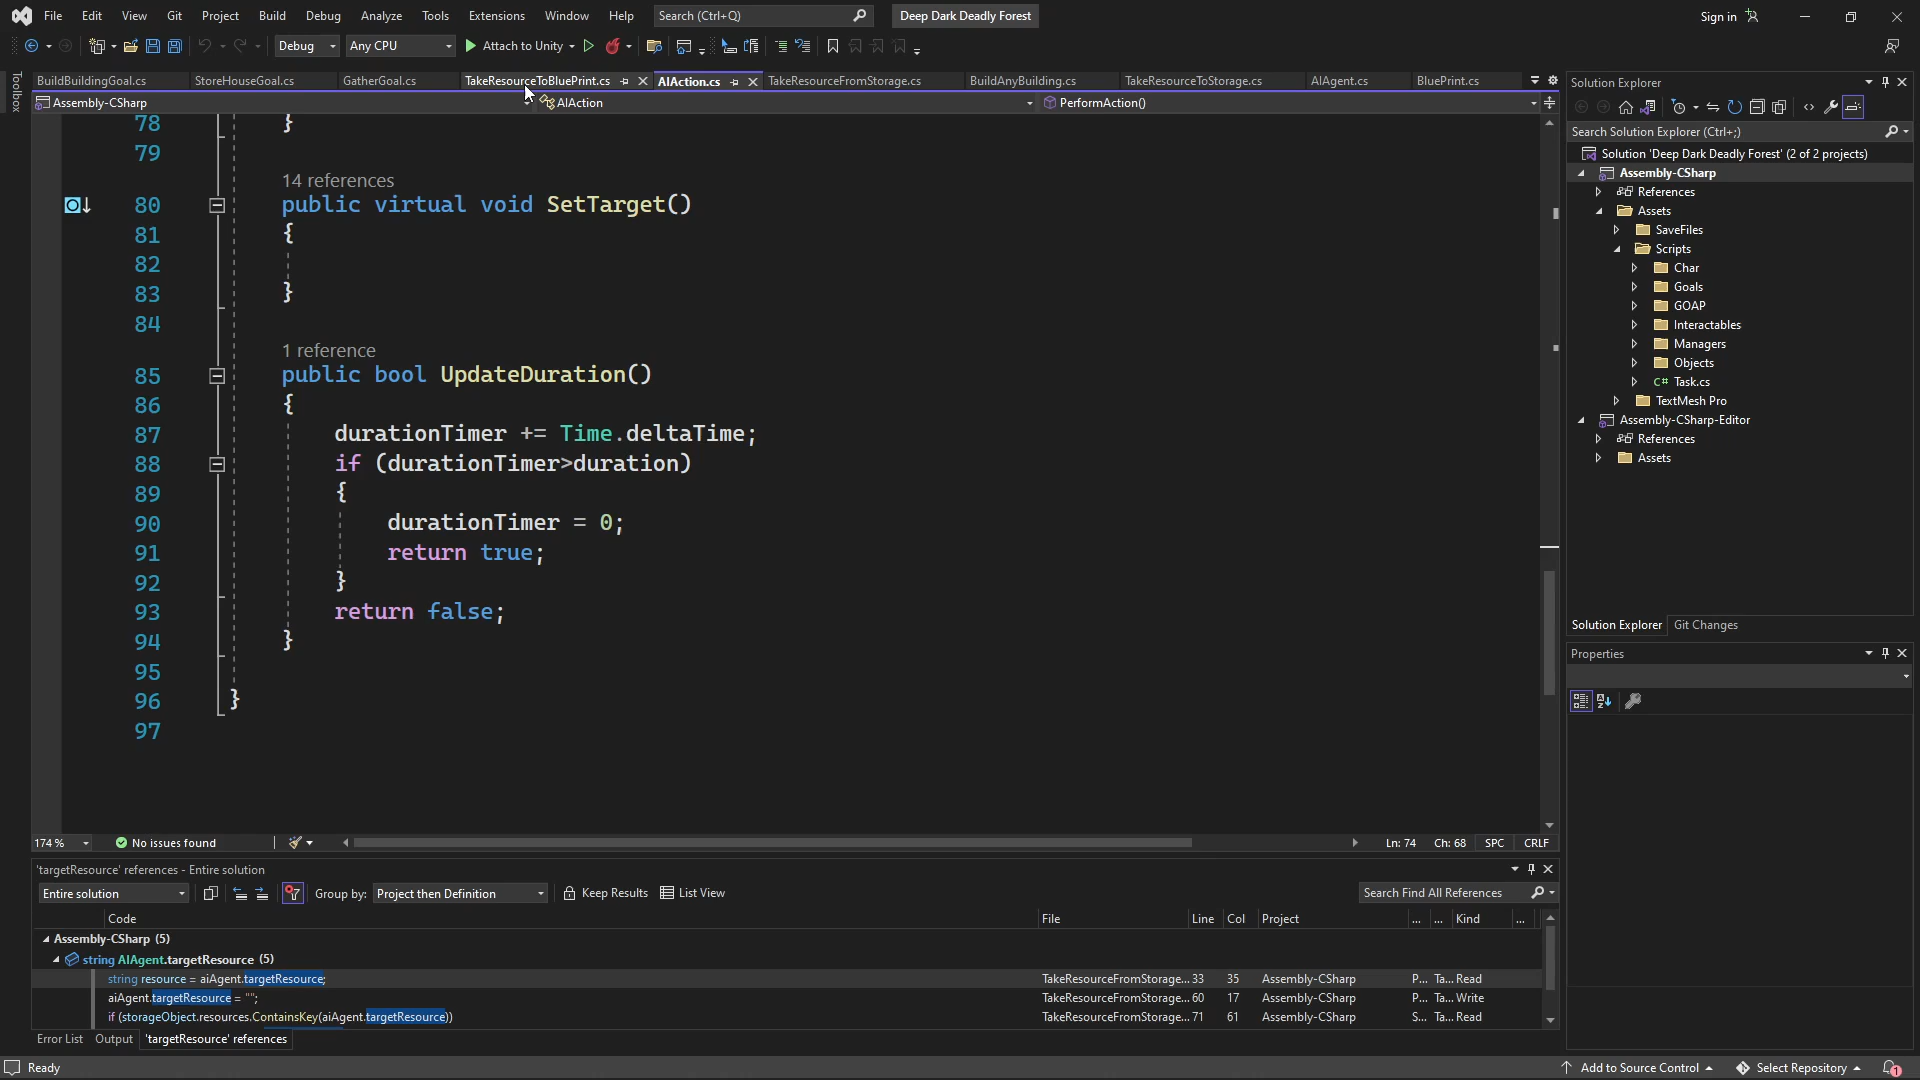 File Edit View Git Project Build Debug Analyze Tools Extensions Window Help Search (Ctrl+Q) Deep Dark Deadly Forest Sign in
Debug Any CPU Attach to Unity
BuildBuildingGoal.cs StoreHouseGoal.cs GatherGoal.cs TakeResourceToBluePrint.cs AIAction.cs TakeResourceFromStorage.cs BuildAnyBuilding.cs TakeResourceToStorage.cs AIAgent.cs BluePrint.cs
Toolbox
Assembly-CSharp AIAction PerformAction()
78 }
79
14 references
80 public virtual void SetTarget()
81 {
82
83 }
84
1 reference
85 public bool UpdateDuration()
86 {
87 durationTimer += Time.deltaTime;
88 if (durationTimer>duration)
89 {
90 durationTimer = 0;
91 return true;
92 }
93 return false;
94 }
95
96 }
97
174 % No issues found Ln: 74 Ch: 68 SPC CRLF
'targetResource' references - Entire solution
Entire solution Group by: Project then Definition Keep Results List View Search Find All References
Code File Line Col Project ... ... Kind ...
Assembly-CSharp (5)
string AIAgent.targetResource (5)
string resource = aiAgent.targetResource; TakeResourceFromStorage... 33 35 Assembly-CSharp P... Ta... Read
aiAgent.targetResource = ""; TakeResourceFromStorage... 60 17 Assembly-CSharp P... Ta... Write
if (storageObject.resources.ContainsKey(aiAgent.targetResource)) TakeResourceFromStorage... 71 61 Assembly-CSharp S... Ta... Read
Error List Output 'targetResource' references
Solution Explorer
Search Solution Explorer (Ctrl+;)
Solution 'Deep Dark Deadly Forest' (2 of 2 projects)
Assembly-CSharp
References
Assets
SaveFiles
Scripts
Char
Goals
GOAP
Interactables
Managers
Objects
C# Task.cs
TextMesh Pro
Assembly-CSharp-Editor
References
Assets
Solution Explorer Git Changes
Properties
Ready Add to Source Control Select Repository 1